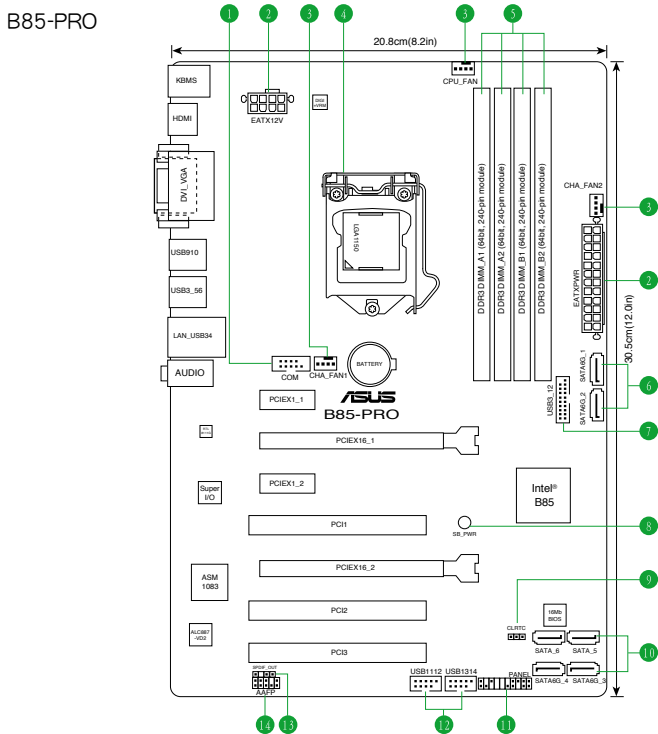 B85-PRO
1 2 3 4 3 5
20.8cm(8.2in)
KBMS
CPU_FAN
DIGI
+VRM
EATX12V
HDMI
DVI_VGA
LGA1150
DDR3 DIMM_A1 (64bit, 240-pin module)
DDR3 DIMM_A2 (64bit, 240-pin module)
DDR3 DIMM_B1 (64bit, 240-pin module)
DDR3 DIMM_B2 (64bit, 240-pin module)
CHA_FAN2
3
USB910
EATXPWR
2
USB3_56
30.5cm(12.0in)
LAN_USB34
1
COM
CHA_FAN1
BATTERY
AUDIO
SATA6G_1
6
SATA6G_2
USB3_12
7
PCIEX1_1
ASUS
B85-PRO
PCIEX16_1
Super
I/O
PCIEX1_2
Intel®
B85
PCI1
SB_PWR
8
ASM
1083
PCIEX16_2
9
16Mb
BIOS
CLRTC
PCI2
ALC887
-VD2
SATA_6
SATA_5
10
PCI3
SPDIF_OUT
AAFP
USB1112
USB1314
PANEL
SATA6G_4
SATA6G_3
14 13 12 11